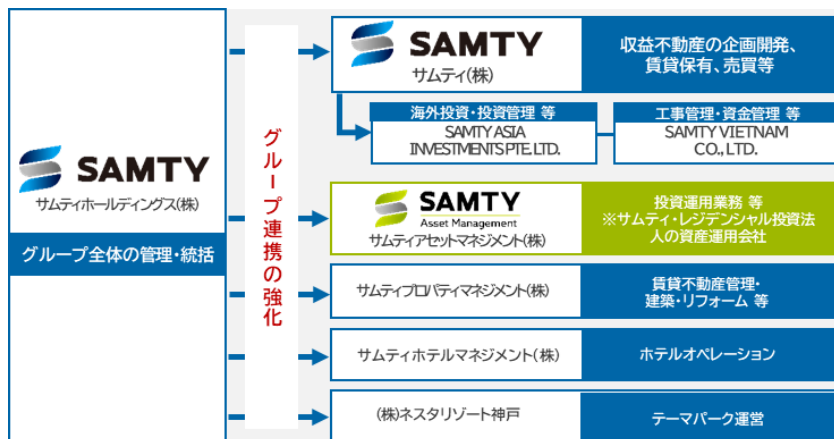 SAMTY
サムティホールディングス(株)
グループ全体の管理・統括
グループ連携の強化
SAMTY
サムティ(株)
収益不動産の企画開発、
賃貸保有、売買等
海外投資・投資管理 等
SAMTY ASIA
INVESTMENTS PTE. LTD.
工事管理・資金管理 等
SAMTY VIETNAM
CO., LTD.
SAMTY
Asset Management
サムティアセットマネジメント(株)
投資運用業務 等
※サムティ・レジデンシャル投資法
人の資産運用会社
サムティプロパティマネジメント(株)
賃貸不動産管理・
建築・リフォーム 等
サムティホテルマネジメント(株)
ホテルオペレーション
(株)ネスタリゾート神戸
テーマパーク運営